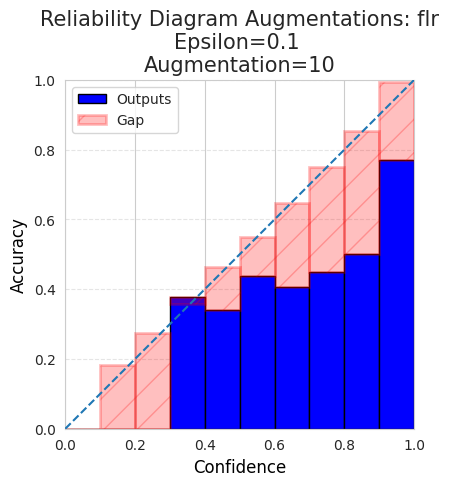 Reliability Diagram Augmentations: flr
Epsilon=0.1
Augmentation=10
Outputs
Gap
Accuracy
1.0
0.8
0.6
0.4
0.2
0.0
0.0 0.2 0.4 0.6 0.8 1.0
Confidence